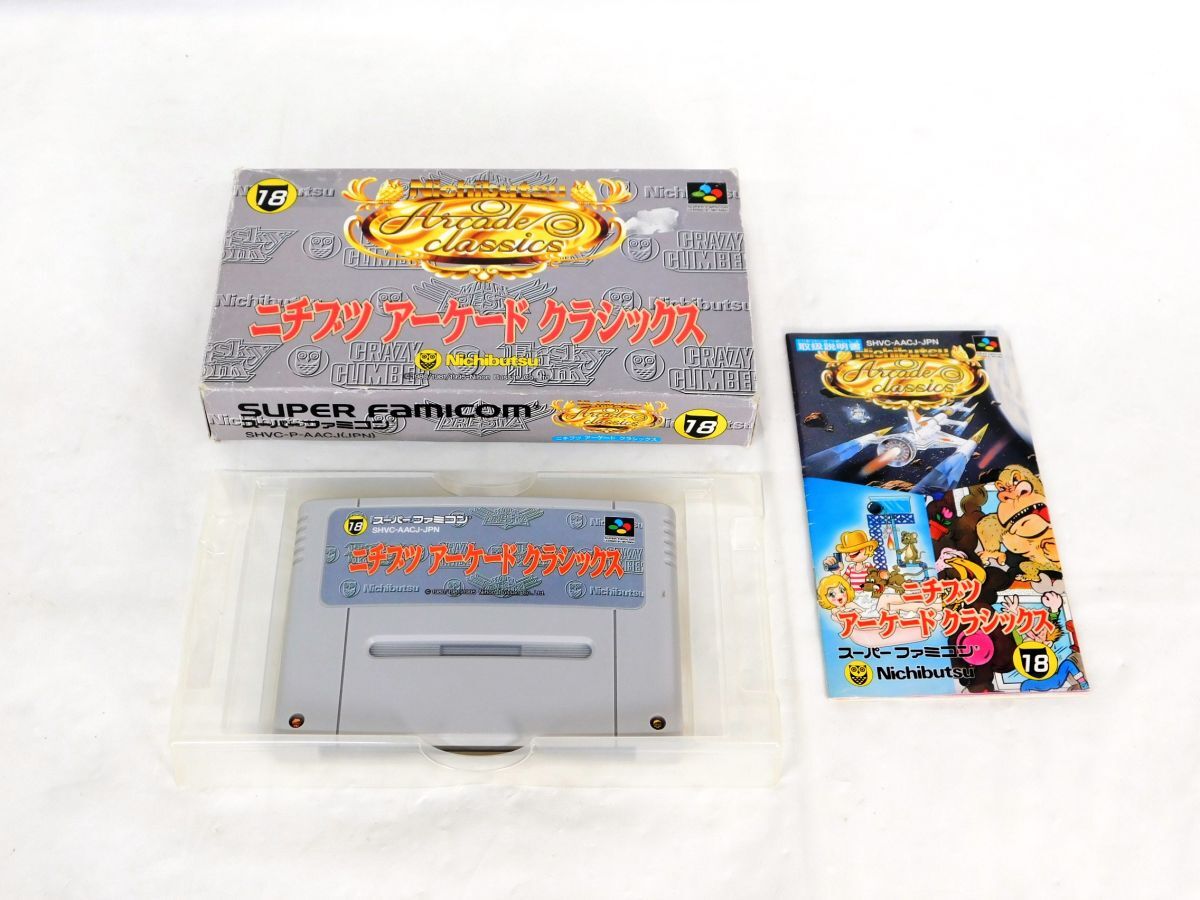 18
Nichibutsu
Arcade
classics
SUPER FAMICOM
CRAZY
CLIMBER
ニチブツ アーケード クラシックス
Nichibutsu
SUPER Famicom
スーパーファミコン
SHVC-P-AACJ(JPN)
Arcade
classics
ニチブツ アーケード クラシックス
18
18
スーパーファミコン
SHVC-AACJ-JPN
ニチブツ アーケード クラシックス
Nichibutsu
Nichibutsu
取扱説明書
SHVC-AACJ-JPN
Nichibutsu
Arcade
classics
ニチブツ
アーケード クラシックス
スーパーファミコン
Nichibutsu
18